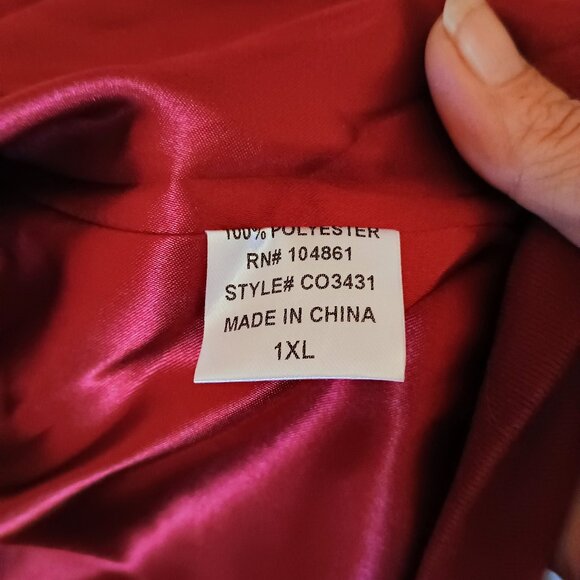 100% POLYESTER
RN# 104861
STYLE# CO3431
MADE IN CHINA
1XL